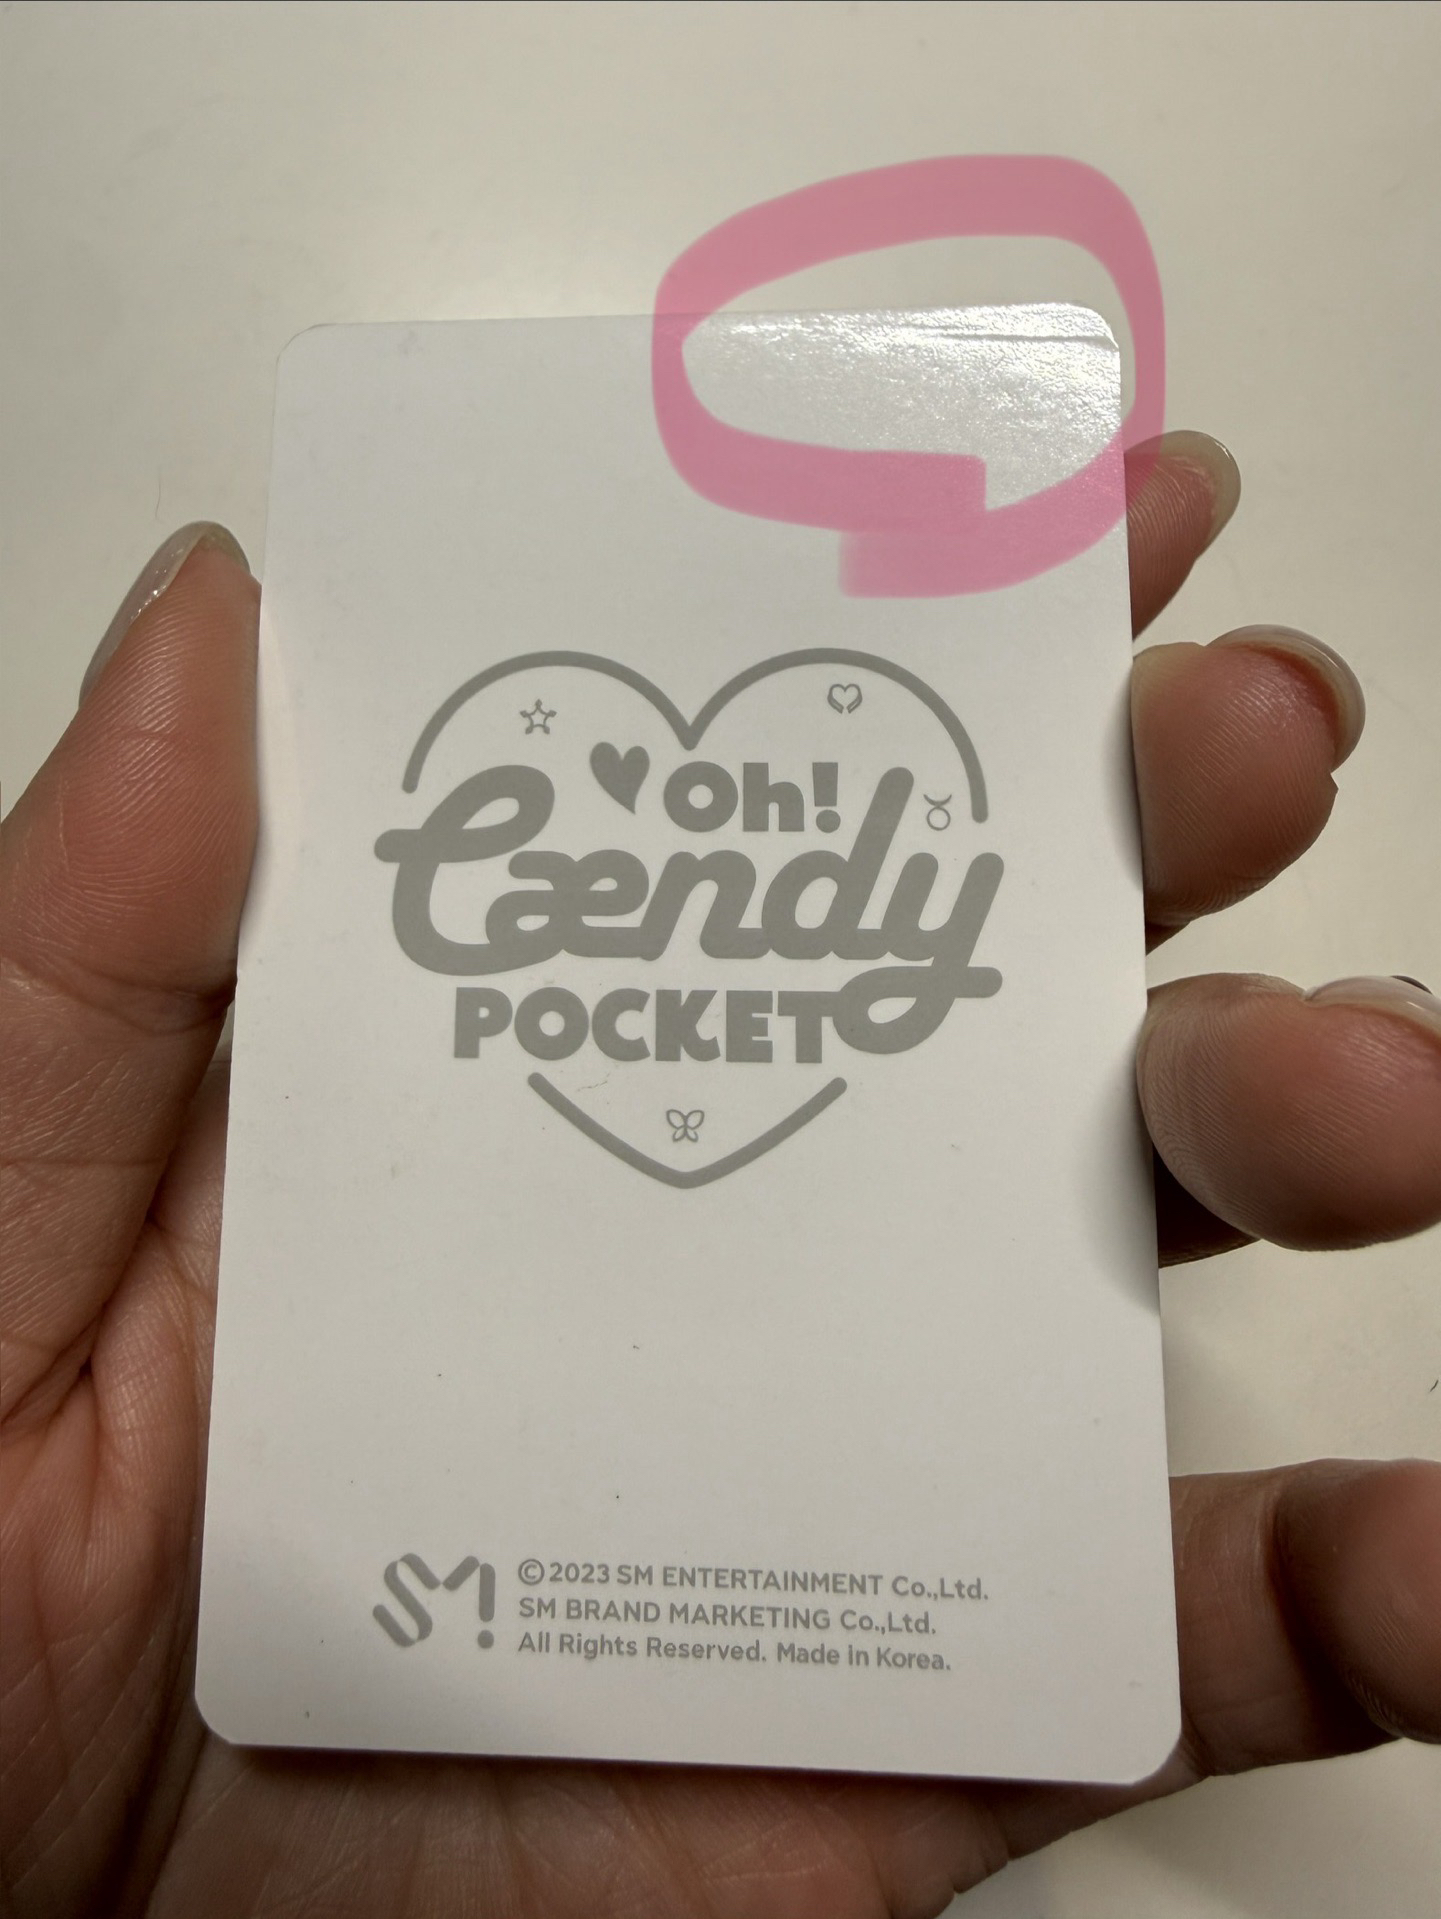 Oh!
Cændy
POCKET
SM
©2023 SM ENTERTAINMENT Co.,Ltd.
SM BRAND MARKETING Co.,Ltd.
All Rights Reserved. Made in Korea.